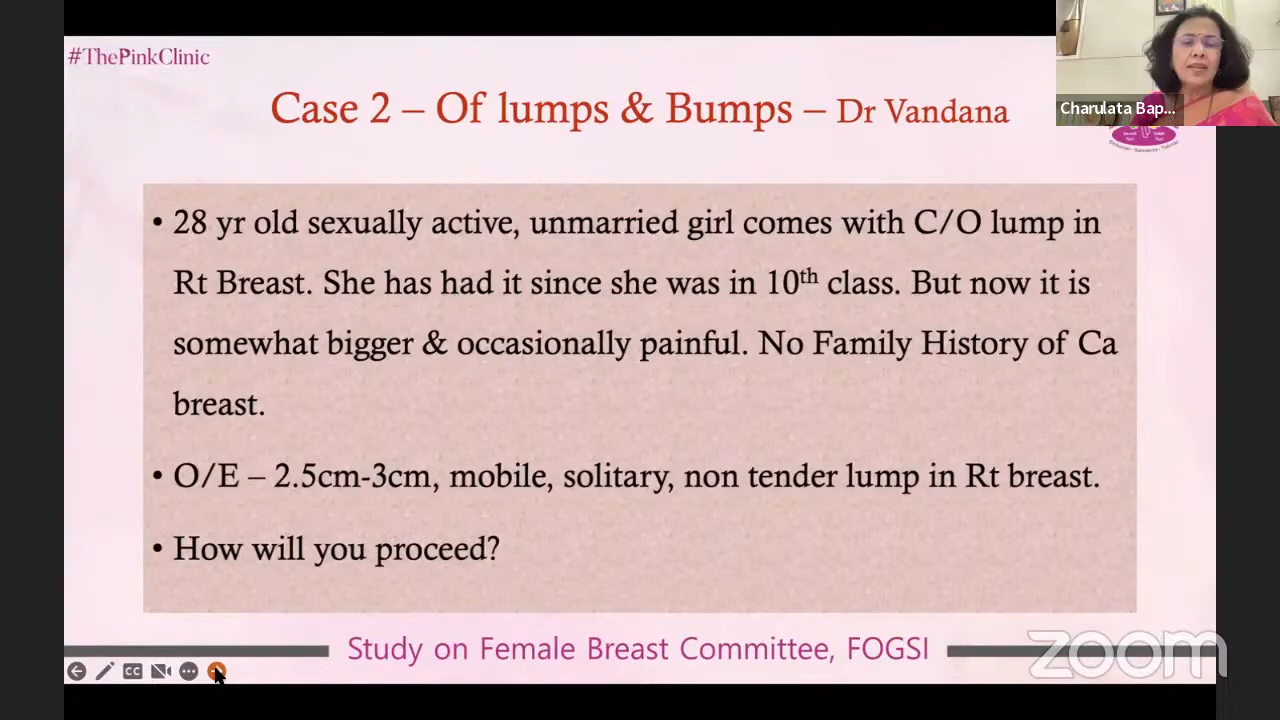 #ThePinkClinic
Case 2 – Of lumps & Bumps – Dr Vandana
Charulata Bap...
• 28 yr old sexually active, unmarried girl comes with C/O lump in
Rt Breast. She has had it since she was in 10th class. But now it is
somewhat bigger & occasionally painful. No Family History of Ca
breast.
• O/E – 2.5cm-3cm, mobile, solitary, non tender lump in Rt breast.
• How will you proceed?
Study on Female Breast Committee, FOGSI
zoom
CC